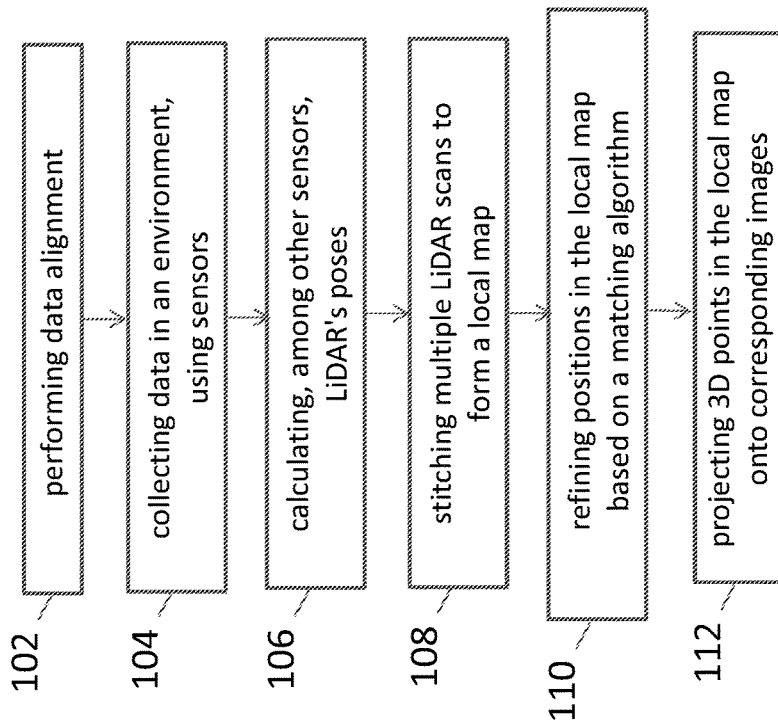 102
performing data alignment
104
collecting data in an environment,
using sensors
106
calculating, among other sensors,
LiDAR's poses
108
stitching multiple LiDAR scans to
form a local map
110
refining positions in the local map
based on a matching algorithm
112
projecting 3D points in the local map
onto corresponding images